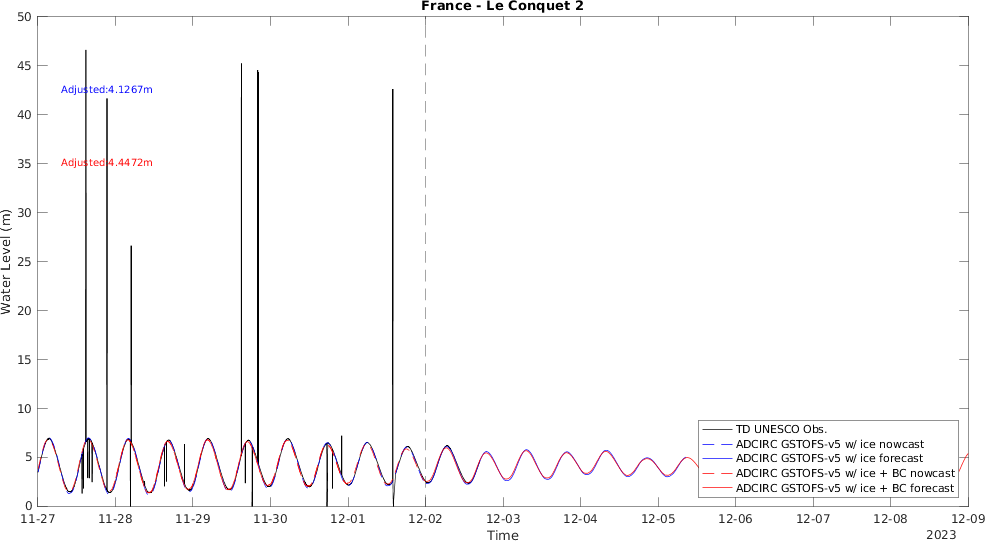 France - Le Conquet 2
50
45
40
35
30
25
20
15
10
5
0
Water Level (m)
Adjusted:4.1267m
Adjusted:4.4472m
TD UNESCO Obs.
ADCIRC GSTOFS-v5 w/ ice nowcast
ADCIRC GSTOFS-v5 w/ ice forecast
ADCIRC GSTOFS-v5 w/ ice + BC nowcast
ADCIRC GSTOFS-v5 w/ ice + BC forecast
11-27 11-28 11-29 11-30 12-01 12-02 12-03 12-04 12-05 12-06 12-07 12-08 12-09
Time
2023